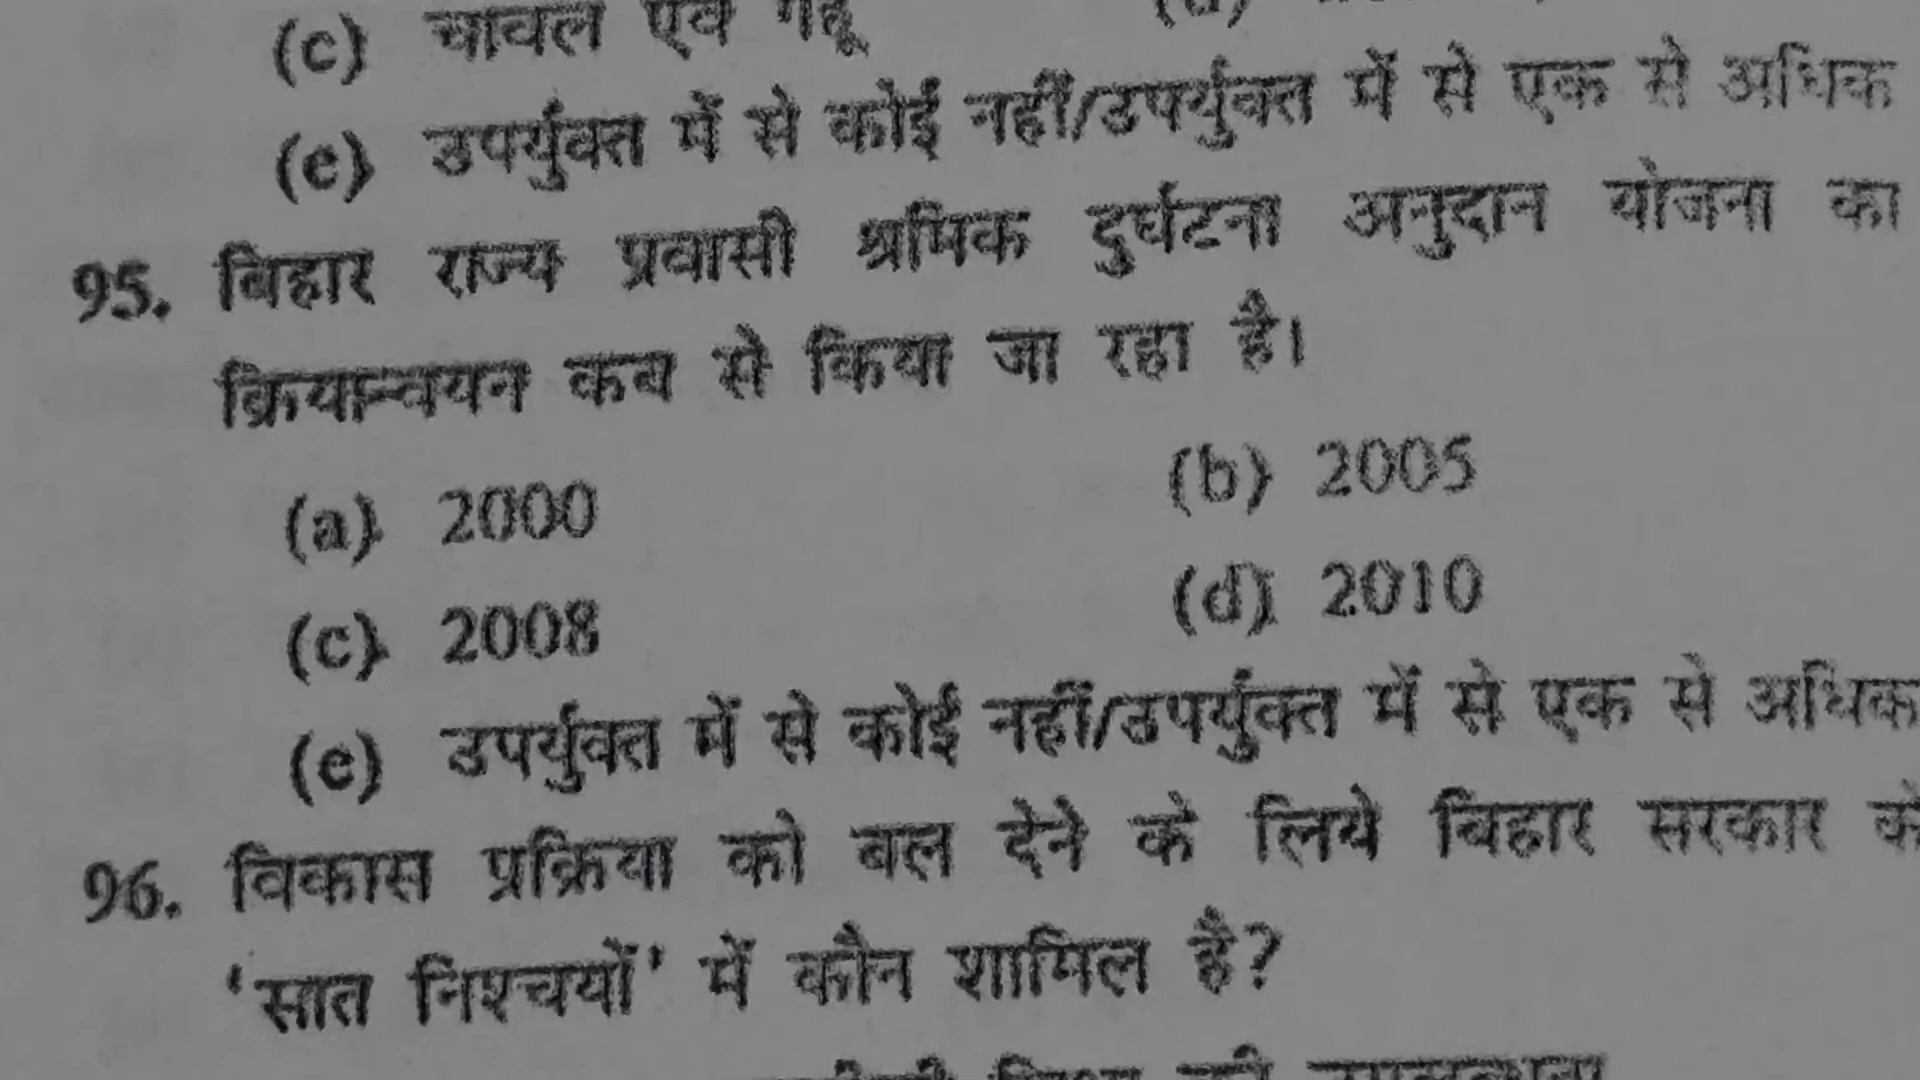 (c) चावल एवं गेहूं
(e) उपर्युक्त में से कोई नहीं/उपर्युक्त में से एक से अधिक
95. बिहार राज्य प्रवासी श्रमिक दुर्घटना अनुदान योजना का
क्रियान्वयन कब से किया जा रहा है।
(a) 2000 (b) 2005
(c) 2008 (d) 2010
(e) उपर्युक्त में से कोई नहीं/उपर्युक्त में से एक से अधिक
96. विकास प्रक्रिया को बल देने के लिये बिहार सरकार के
'सात निश्चयों' में कौन शामिल है?